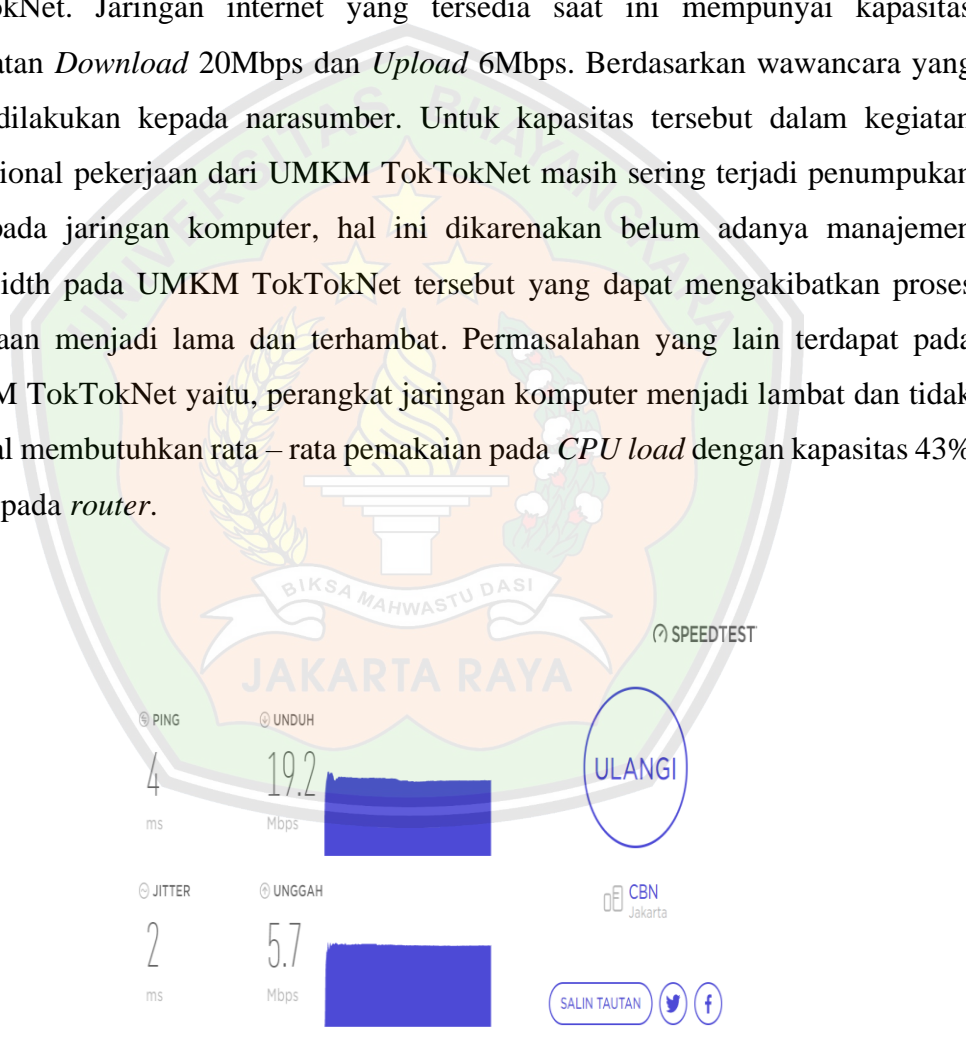 okNet. Jaringan internet yang tersedia saat ini mempunyai kapasitas
atan Download 20Mbps dan Upload 6Mbps. Berdasarkan wawancara yang
dilakukan kepada narasumber. Untuk kapasitas tersebut dalam kegiatan
ional pekerjaan dari UMKM TokTokNet masih sering terjadi penumpukan
pada jaringan komputer, hal ini dikarenakan belum adanya manajemen
idth pada UMKM TokTokNet tersebut yang dapat mengakibatkan proses
aan menjadi lama dan terhambat. Permasalahan yang lain terdapat pada
M TokTokNet yaitu, perangkat jaringan komputer menjadi lambat dan tidak
al membutuhkan rata – rata pemakaian pada CPU load dengan kapasitas 43%
pada router.
UNIVERSITAS BHAYANGKARA
BIKSA MAHWASTU DASI
JAKARTA RAYA
SPEEDTEST
PING
UNDUH
4
19.2
ms
Mbps
ULANGI
JITTER
UNGGAH
2
5.7
ms
Mbps
CBN
Jakarta
SALIN TAUTAN